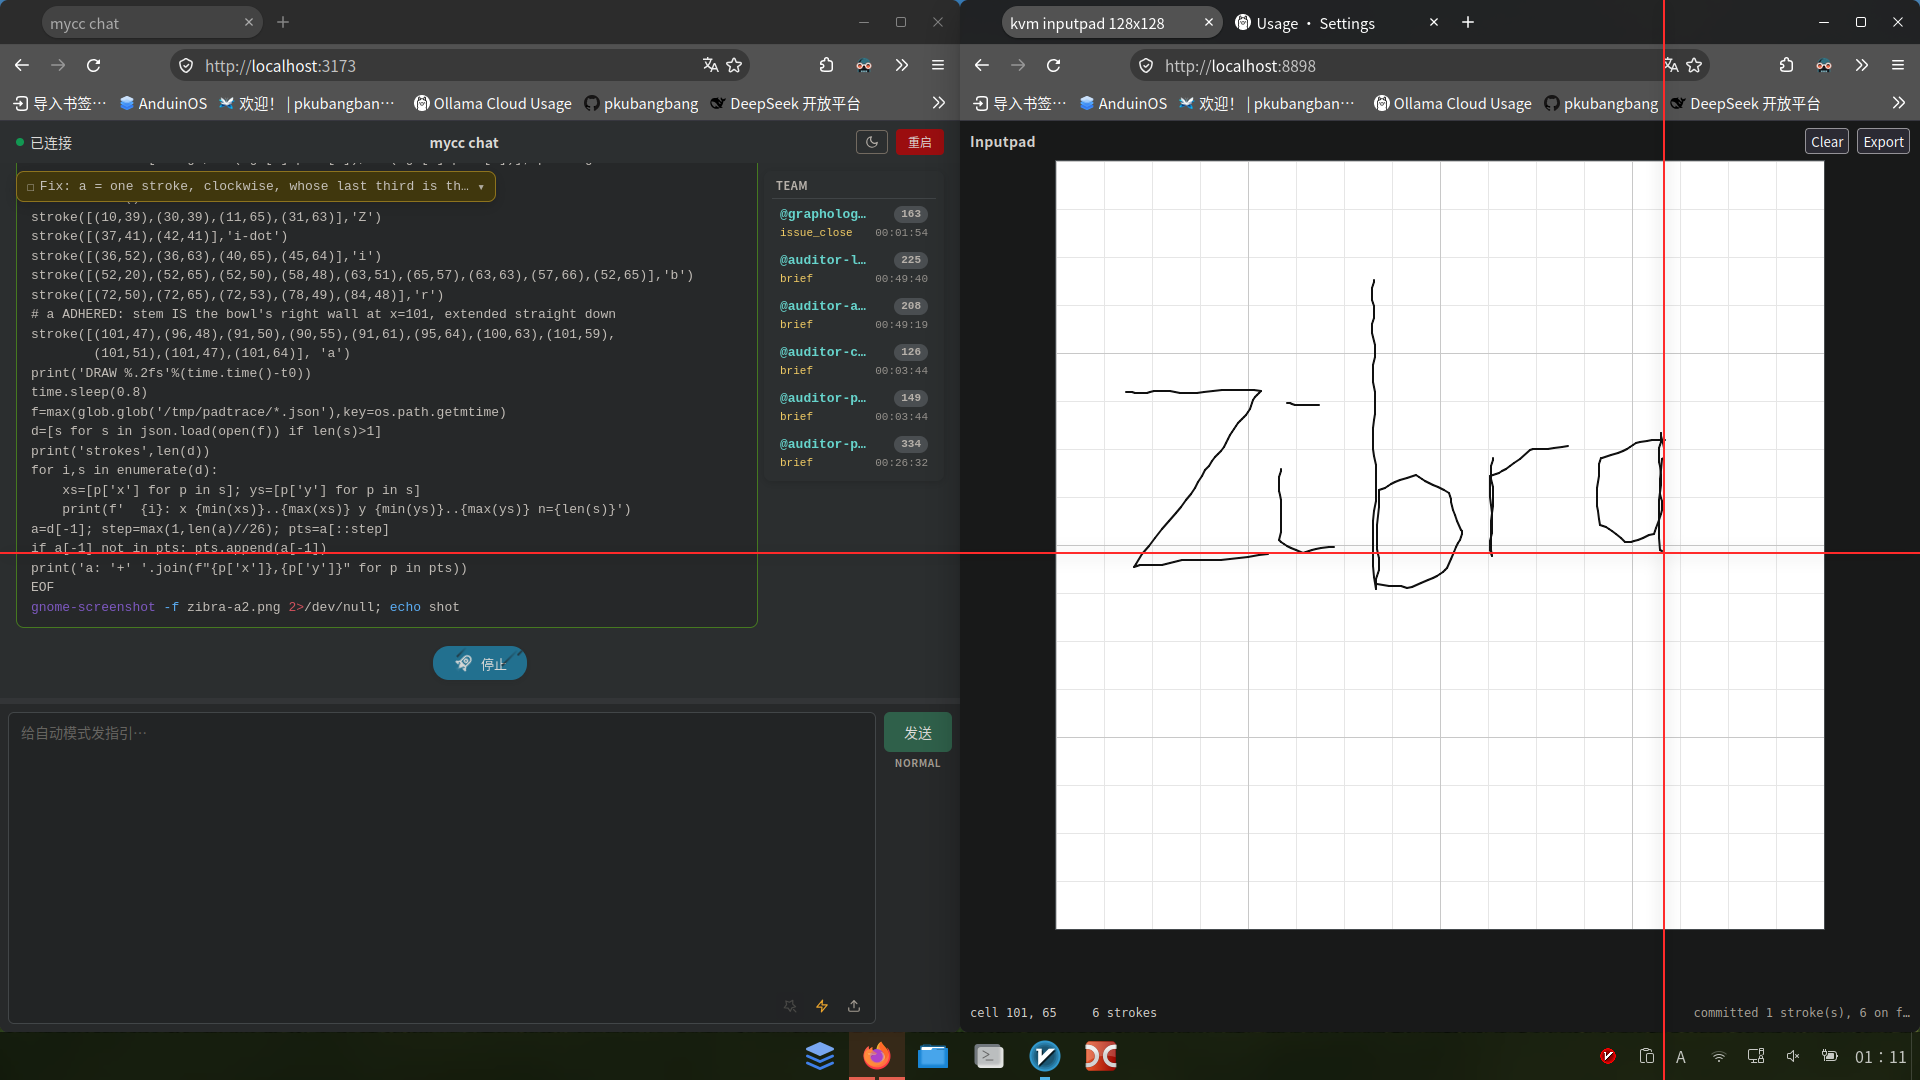 mycc chat
kvm inputpad 128x128
Usage · Settings
http://localhost:3173
http://localhost:8898
导入书签… AnduinOS 欢迎！ | pkubangban… Ollama Cloud Usage pkubangbang DeepSeek 开放平台
导入书签… AnduinOS 欢迎！ | pkubangban… Ollama Cloud Usage pkubangbang DeepSeek 开放平台
已连接
mycc chat
重启
Inputpad
Clear
Export
Fix: a = one stroke, clockwise, whose last third is th…
stroke([(10,39),(30,39),(11,65),(31,63)],'Z')
stroke([(37,41),(42,41)],'i-dot')
stroke([(36,52),(36,63),(40,65),(45,64)],'i')
stroke([(52,20),(52,65),(52,50),(58,48),(63,51),(65,57),(63,63),(57,66),(52,65)],'b')
stroke([(72,50),(72,65),(72,53),(78,49),(84,48)],'r')
# a ADHERED: stem IS the bowl's right wall at x=101, extended straight down
stroke([(101,47),(96,48),(91,50),(90,55),(91,61),(95,64),(100,63),(101,59),
(101,51),(101,47),(101,64)], 'a')
print('DRAW %.2fs'%(time.time()-t0))
time.sleep(0.8)
f=max(glob.glob('/tmp/padtrace/*.json'),key=os.path.getmtime)
d=[s for s in json.load(open(f)) if len(s)>1]
print('strokes',len(d))
for i,s in enumerate(d):
xs=[p['x'] for p in s]; ys=[p['y'] for p in s]
print(f'  {i}: x {min(xs)}..{max(xs)} y {min(ys)}..{max(ys)} n={len(s)}')
a=d[-1]; step=max(1,len(a)//26); pts=a[::step]
if a[-1] not in pts: pts.append(a[-1])
print('a: '+' '.join(f"{p['x']},{p['y']}" for p in pts))
EOF
gnome-screenshot -f zibra-a2.png 2>/dev/null; echo shot
停止
TEAM
@grapholog… 163
issue_close 00:01:54
@auditor-l… 225
brief 00:49:40
@auditor-a… 208
brief 00:49:19
@auditor-c… 126
brief 00:03:44
@auditor-p… 149
brief 00:03:44
@auditor-p… 334
brief 00:26:32
给自动模式发指引…
发送
NORMAL
Zibra
cell 101, 65
6 strokes
committed 1 stroke(s), 6 on f…
A
01：11